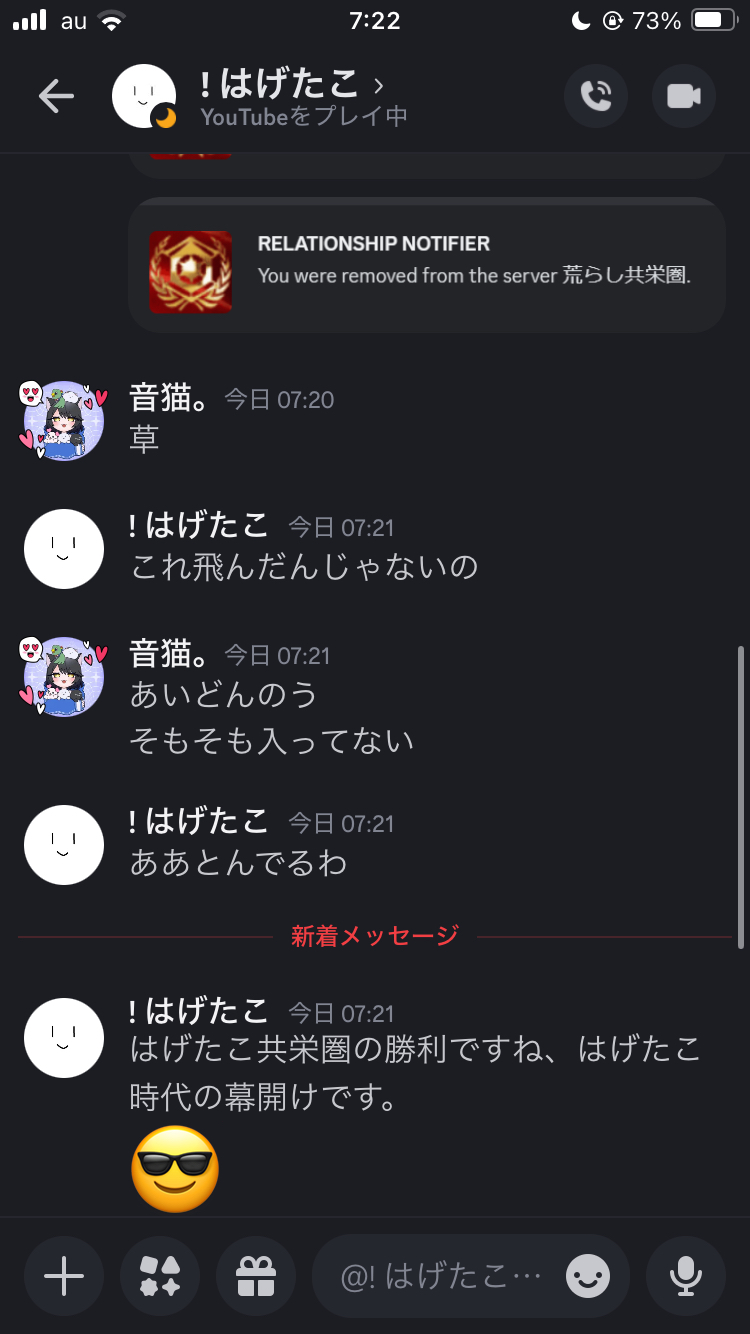 au
7:22
73%
! はげたこ
YouTubeをプレイ中
RELATIONSHIP NOTIFIER
You were removed from the server 荒らし共栄圏.
音猫。 今日 07:20
草
! はげたこ 今日 07:21
これ飛んだんじゃないの
音猫。 今日 07:21
あいどんのう
そもそも入ってない
! はげたこ 今日 07:21
ああとんでるわ
新着メッセージ
! はげたこ 今日 07:21
はげたこ共栄圏の勝利ですね、はげたこ
時代の幕開けです。
@! はげたこ…